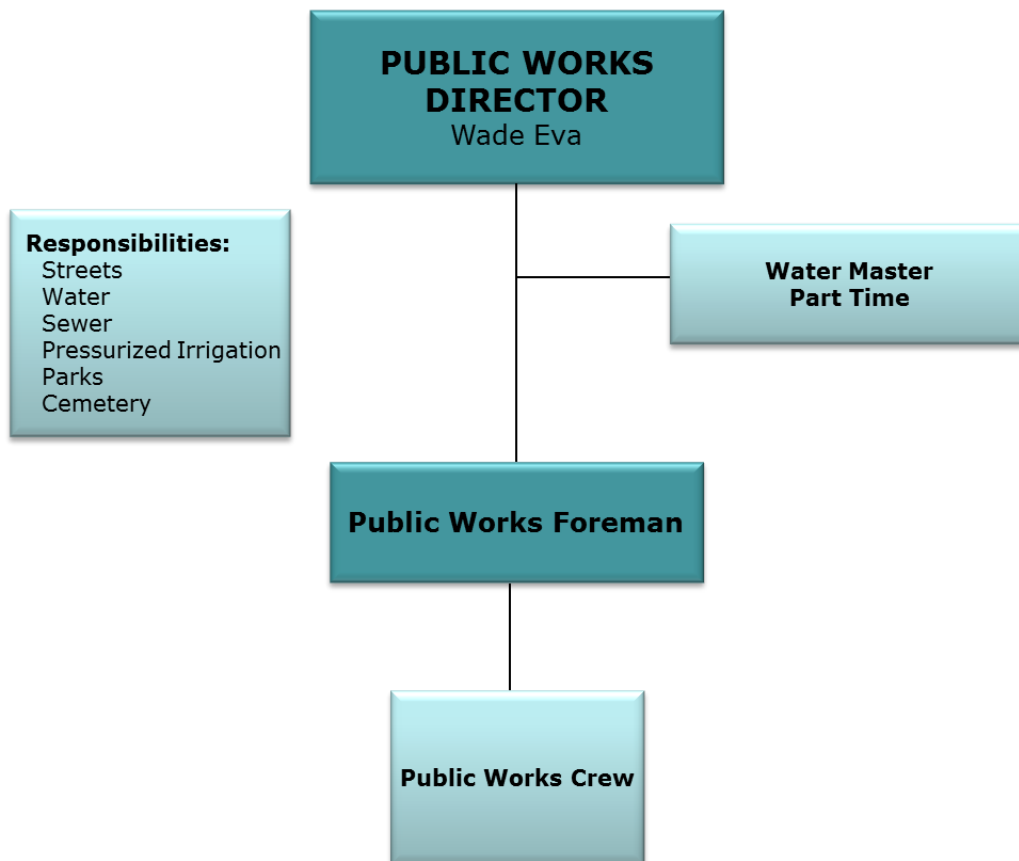 PUBLIC WORKS
DIRECTOR
Wade Eva
Responsibilities:
Streets
Water
Sewer
Pressurized Irrigation
Parks
Cemetery
Water Master
Part Time
Public Works Foreman
Public Works Crew